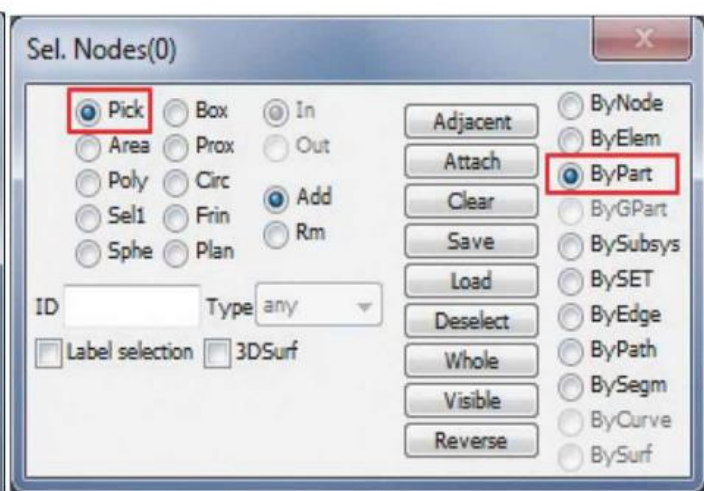 Sel. Nodes(0)
Pick Box In
Area Prox Out
Poly Circ
Sel1 Frin Add
Sphe Plan Rm
ID Type any
Label selection 3DSurf
Adjacent
Attach
Clear
Save
Load
Deselect
Whole
Visible
Reverse
ByNode
ByElem
ByPart
ByGPart
BySubsys
BySET
ByEdge
ByPath
BySegm
ByCurve
BySurf